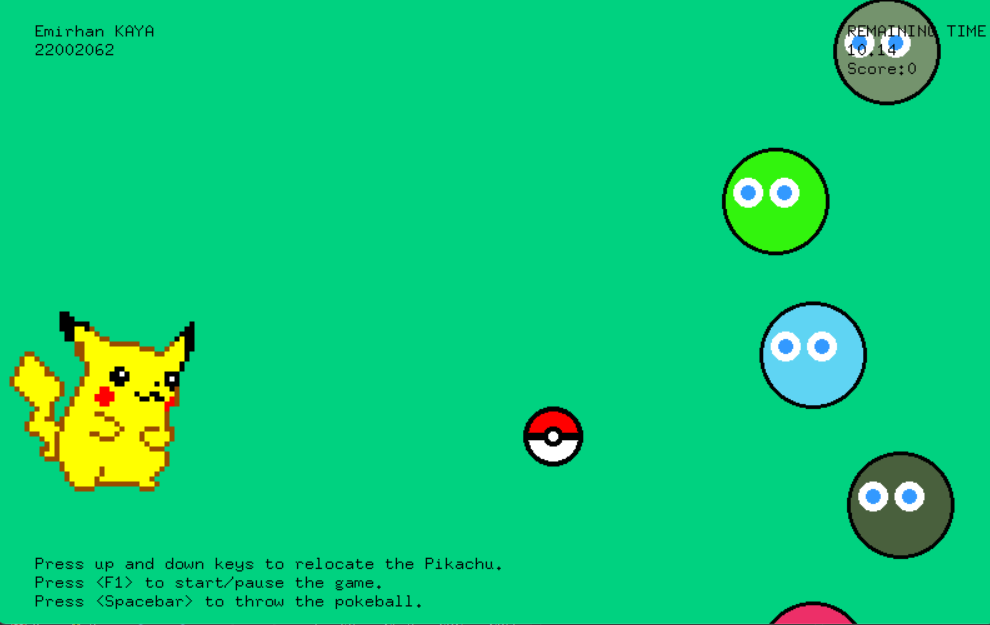 Emirhan KAYA
22002062
REMAINING TIME
10.14
Score:0
Press up and down keys to relocate the Pikachu.
Press <F1> to start/pause the game.
Press <Spacebar> to throw the pokeball.